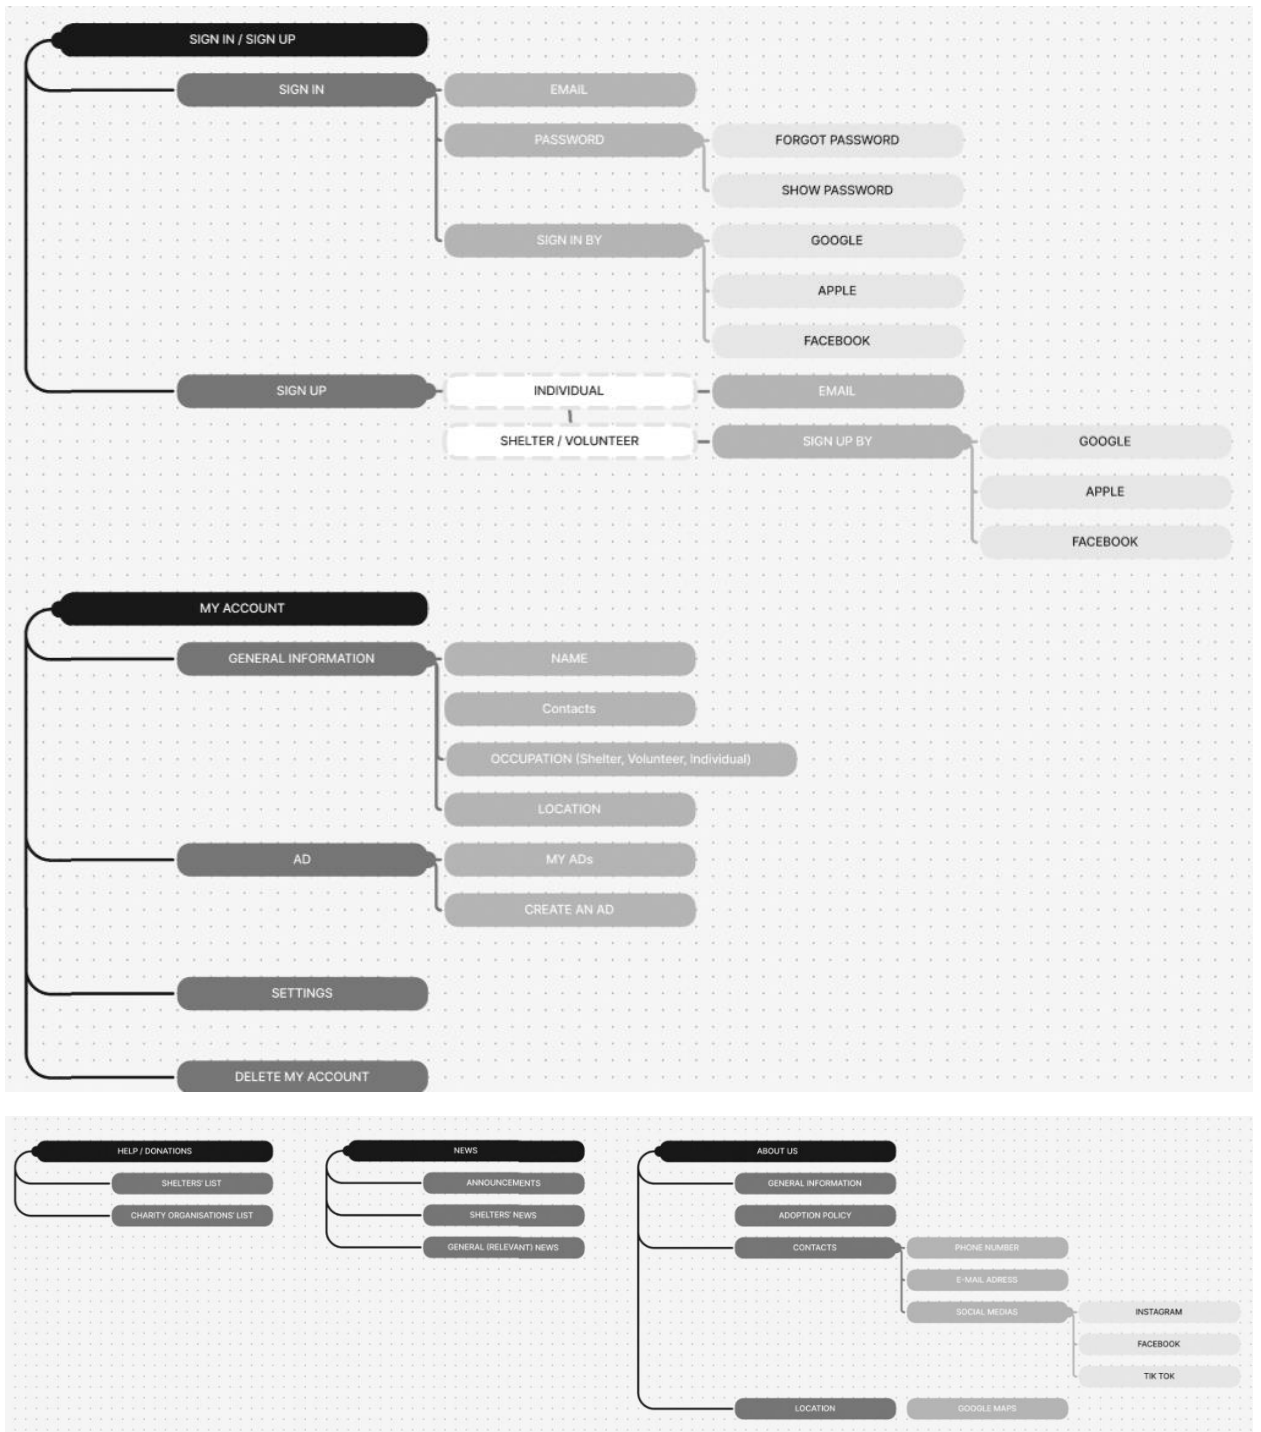 SIGN IN / SIGN UP
SIGN IN
EMAIL
PASSWORD
FORGOT PASSWORD
SHOW PASSWORD
SIGN IN BY
GOOGLE
APPLE
FACEBOOK
SIGN UP
INDIVIDUAL
EMAIL
SHELTER / VOLUNTEER
SIGN UP BY
GOOGLE
APPLE
FACEBOOK
MY ACCOUNT
GENERAL INFORMATION
NAME
Contacts
OCCUPATION (Shelter, Volunteer, Individual)
LOCATION
AD
MY ADs
CREATE AN AD
SETTINGS
DELETE MY ACCOUNT
HELP / DONATIONS
SHELTERS' LIST
CHARITY ORGANISATIONS' LIST
NEWS
ANNOUNCEMENTS
SHELTERS' NEWS
GENERAL (RELEVANT) NEWS
ABOUT US
GENERAL INFORMATION
ADOPTION POLICY
CONTACTS
PHONE NUMBER
E-MAIL ADRESS
SOCIAL MEDIAS
INSTAGRAM
FACEBOOK
TIK TOK
LOCATION
GOOGLE MAPS